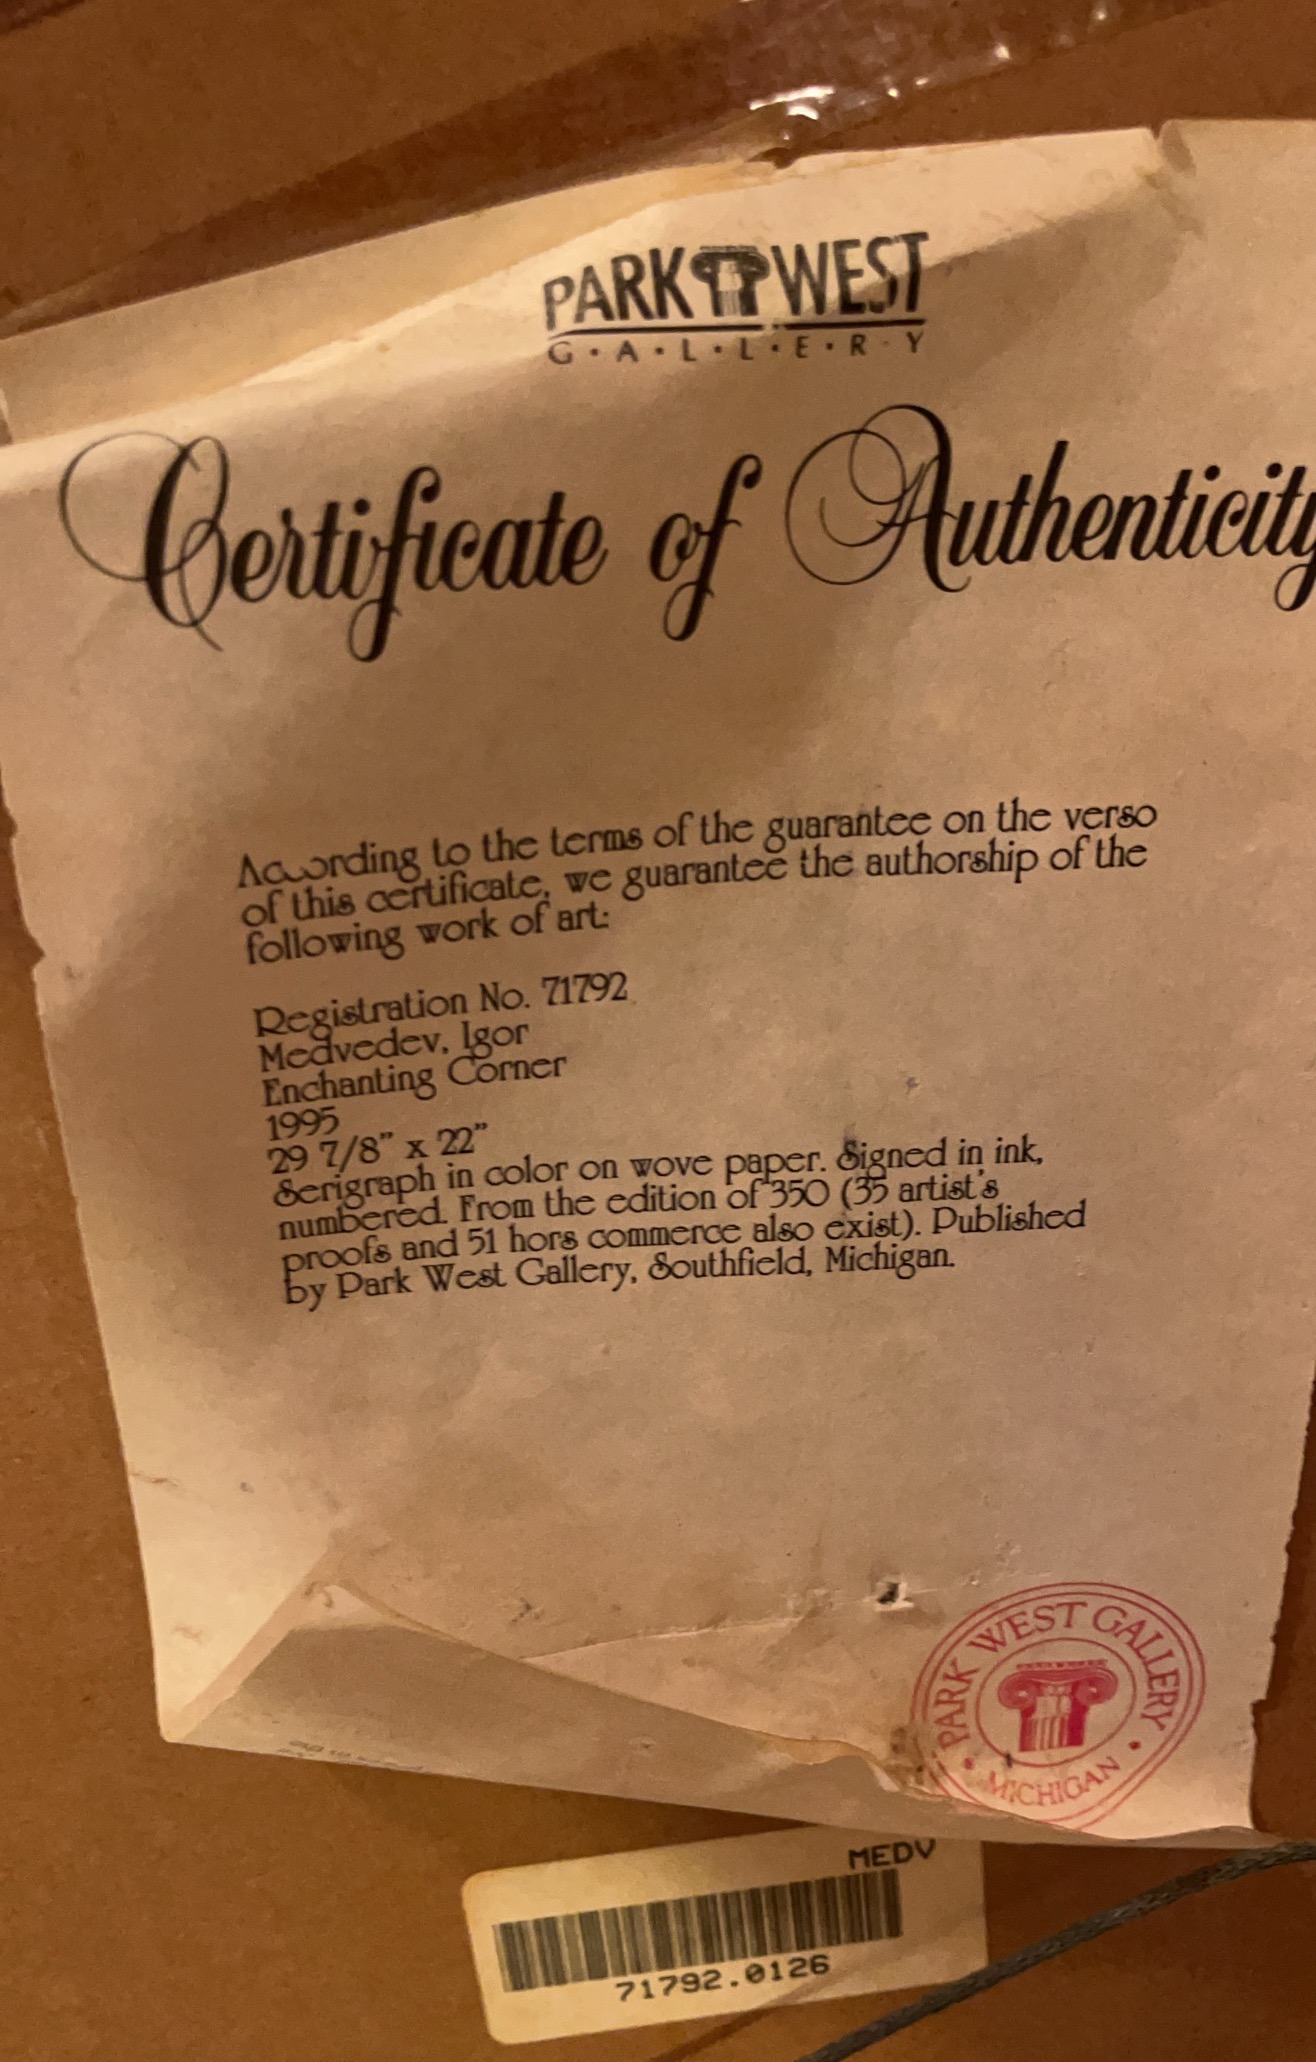 PARK WEST
G·A·L·L·E·R·Y
Certificate of Authenticity
According to the terms of the guarantee on the verso
of this certificate, we guarantee the authorship of the
following work of art:
Registration No. 71792
Medvedev, Igor
Enchanting Corner
1995
29 7/8" x 22"
Serigraph in color on wove paper. Signed in ink,
numbered. From the edition of 350 (35 artist's
proofs and 51 hors commerce also exist). Published
by Park West Gallery, Southfield, Michigan.
PARK WEST GALLERY
• MICHIGAN •
MEDV
71792.0126